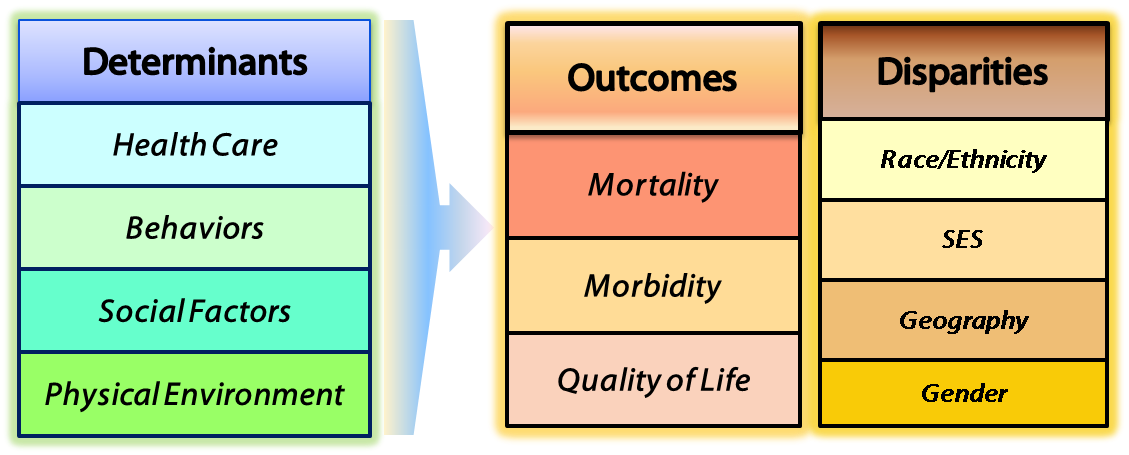 Determinants
Health Care
Behaviors
Social Factors
Physical Environment
Outcomes
Mortality
Morbidity
Quality of Life
Disparities
Race/Ethnicity
SES
Geography
Gender